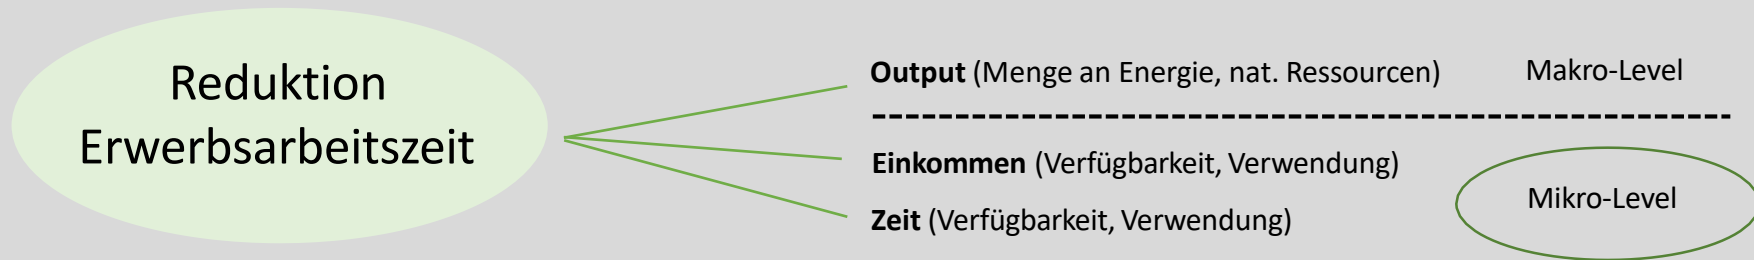 Reduktion
Erwerbsarbeitszeit
Output (Menge an Energie, nat. Ressourcen)
Makro-Level
Einkommen (Verfügbarkeit, Verwendung)
Zeit (Verfügbarkeit, Verwendung)
Mikro-Level